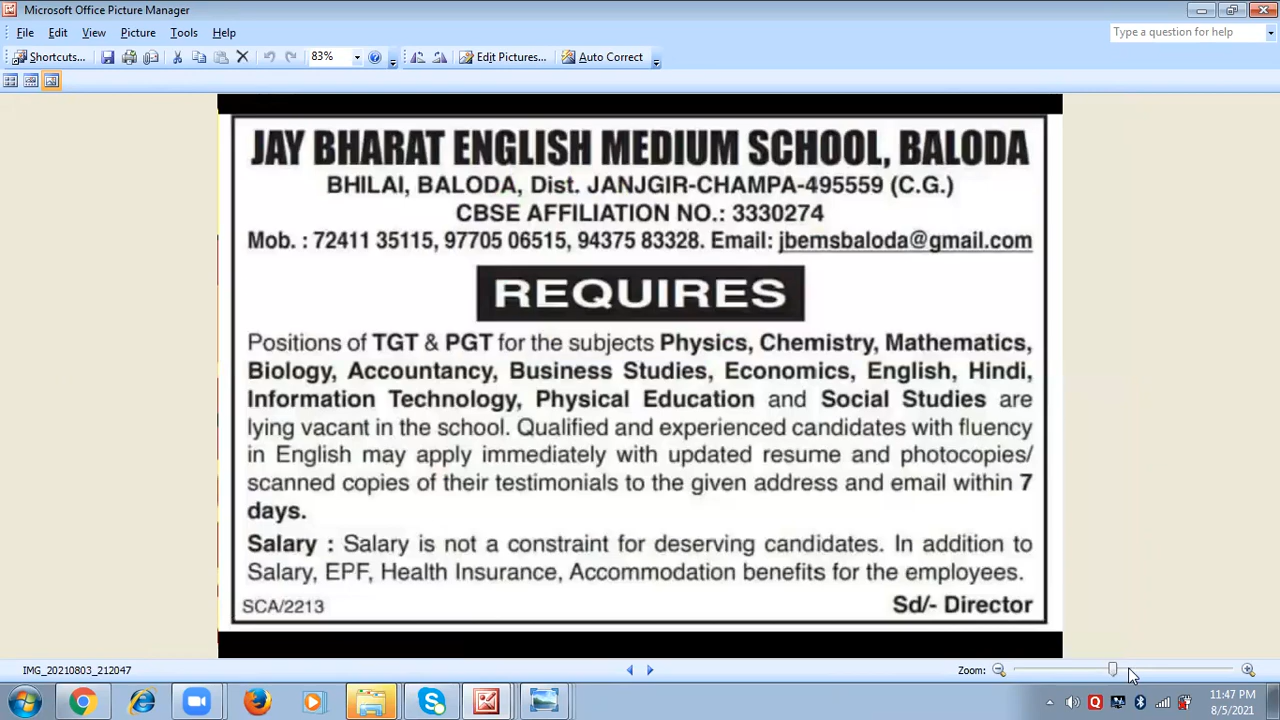 Microsoft Office Picture Manager
File Edit View Picture Tools Help
Type a question for help
Shortcuts... 83% Edit Pictures... Auto Correct
JAY BHARAT ENGLISH MEDIUM SCHOOL, BALODA
BHILAI, BALODA, Dist. JANJGIR-CHAMPA-495559 (C.G.)
CBSE AFFILIATION NO.: 3330274
Mob. : 72411 35115, 97705 06515, 94375 83328. Email: jbemsbaloda@gmail.com
REQUIRES
Positions of TGT & PGT for the subjects Physics, Chemistry, Mathematics,
Biology, Accountancy, Business Studies, Economics, English, Hindi,
Information Technology, Physical Education and Social Studies are
lying vacant in the school. Qualified and experienced candidates with fluency
in English may apply immediately with updated resume and photocopies/
scanned copies of their testimonials to the given address and email within 7
days.
Salary : Salary is not a constraint for deserving candidates. In addition to
Salary, EPF, Health Insurance, Accommodation benefits for the employees.
SCA/2213 Sd/- Director
IMG_20210803_212047 Zoom:
11:47 PM
8/5/2021